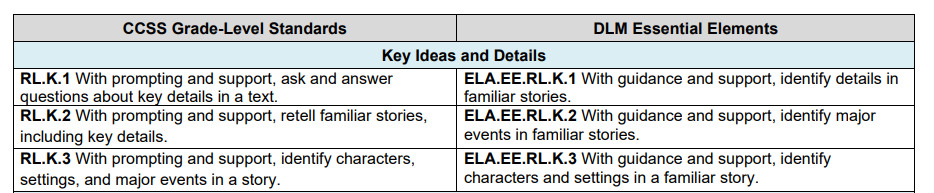 CCSS Grade-Level Standards
DLM Essential Elements
Key Ideas and Details
RL.K.1 With prompting and support, ask and answer
questions about key details in a text.
ELA.EE.RL.K.1 With guidance and support, identify details in
familiar stories.
RL.K.2 With prompting and support, retell familiar stories,
including key details.
ELA.EE.RL.K.2 With guidance and support, identify major
events in familiar stories.
RL.K.3 With prompting and support, identify characters,
settings, and major events in a story.
ELA.EE.RL.K.3 With guidance and support, identify
characters and settings in a familiar story.